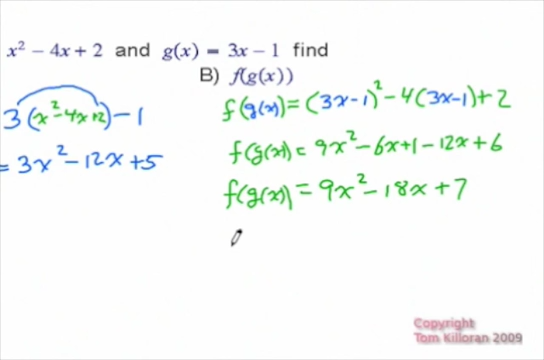 x² − 4x + 2 and g(x) = 3x − 1 find
B) f(g(x))
3(x²−4x+2)−1
= 3x²−12x+5
f(g(x)) = (3x−1)²−4(3x−1)+2
f(g(x)) = 9x²−6x+1−12x+6
f(g(x)) = 9x²−18x+7
Copyright
Tom Killoran 2009